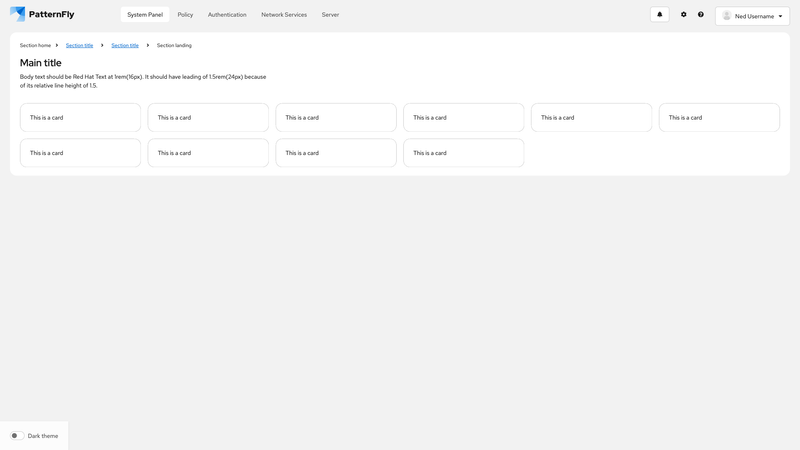 PatternFly System Panel Policy Authentication Network Services Server Ned Username
Section home Section title Section title Section landing
Main title
Body text should be Red Hat Text at 1rem(16px). It should have leading of 1.5rem(24px) because
of its relative line height of 1.5.
This is a card This is a card This is a card This is a card This is a card This is a card
This is a card This is a card This is a card This is a card
Dark theme